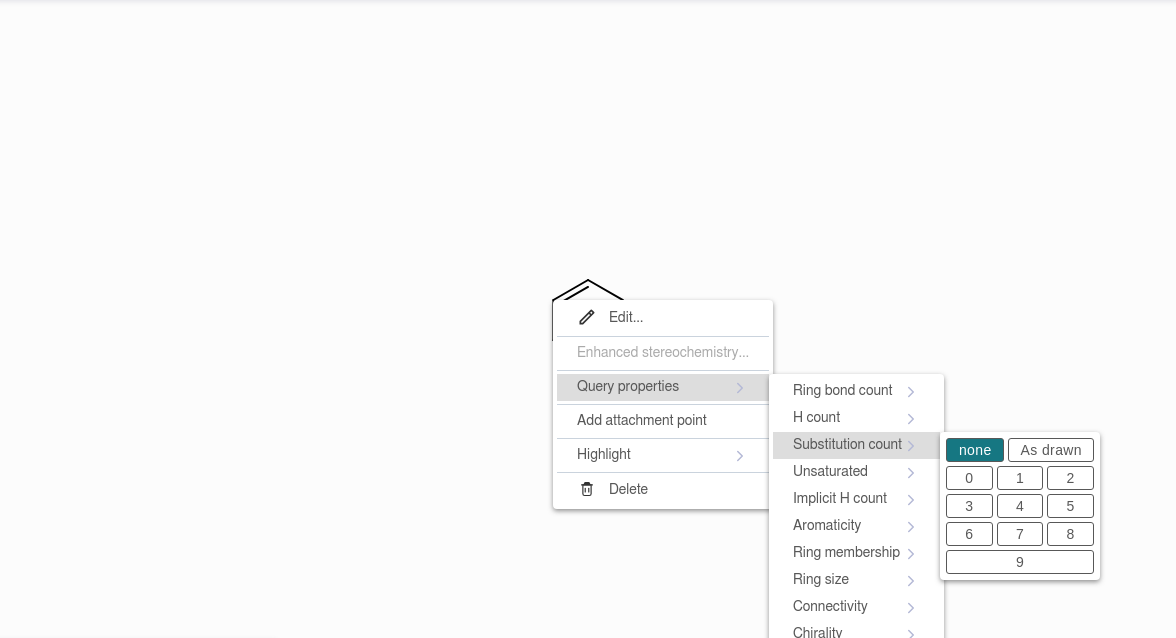 Edit...
Enhanced stereochemistry...
Query properties
Add attachment point
Highlight
Delete
Ring bond count
H count
Substitution count
Unsaturated
Implicit H count
Aromaticity
Ring membership
Ring size
Connectivity
Chirality
none As drawn
0 1 2
3 4 5
6 7 8
9